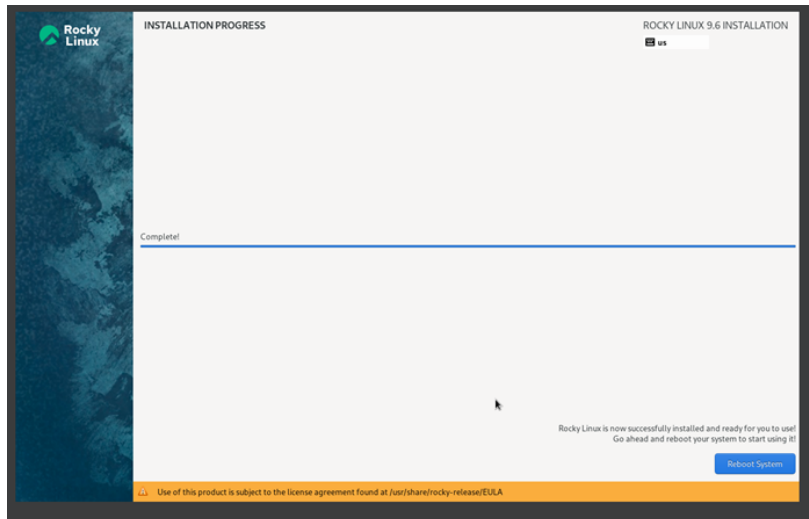 Rocky
Linux
INSTALLATION PROGRESS
ROCKY LINUX 9.6 INSTALLATION
us
Complete!
Rocky Linux is now successfully installed and ready for you to use!
Go ahead and reboot your system to start using it!
Reboot System
Use of this product is subject to the license agreement found at /usr/share/rocky-release/EULA